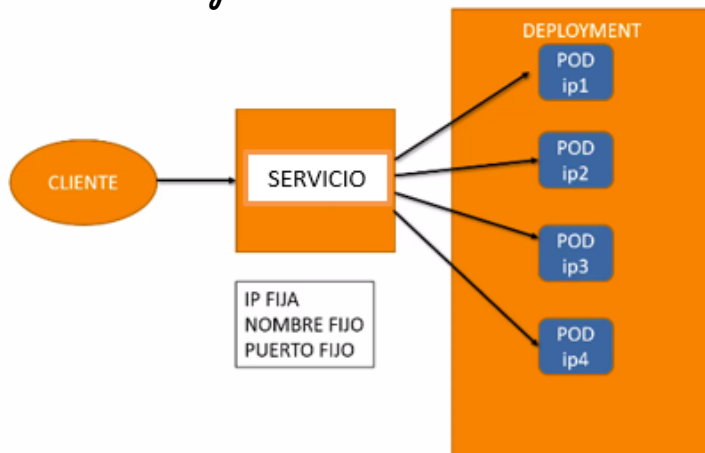 DEPLOYMENT
POD
ip1
POD
ip2
CLIENTE
SERVICIO
POD
ip3
IP FIJA
NOMBRE FIJO
PUERTO FIJO
POD
ip4